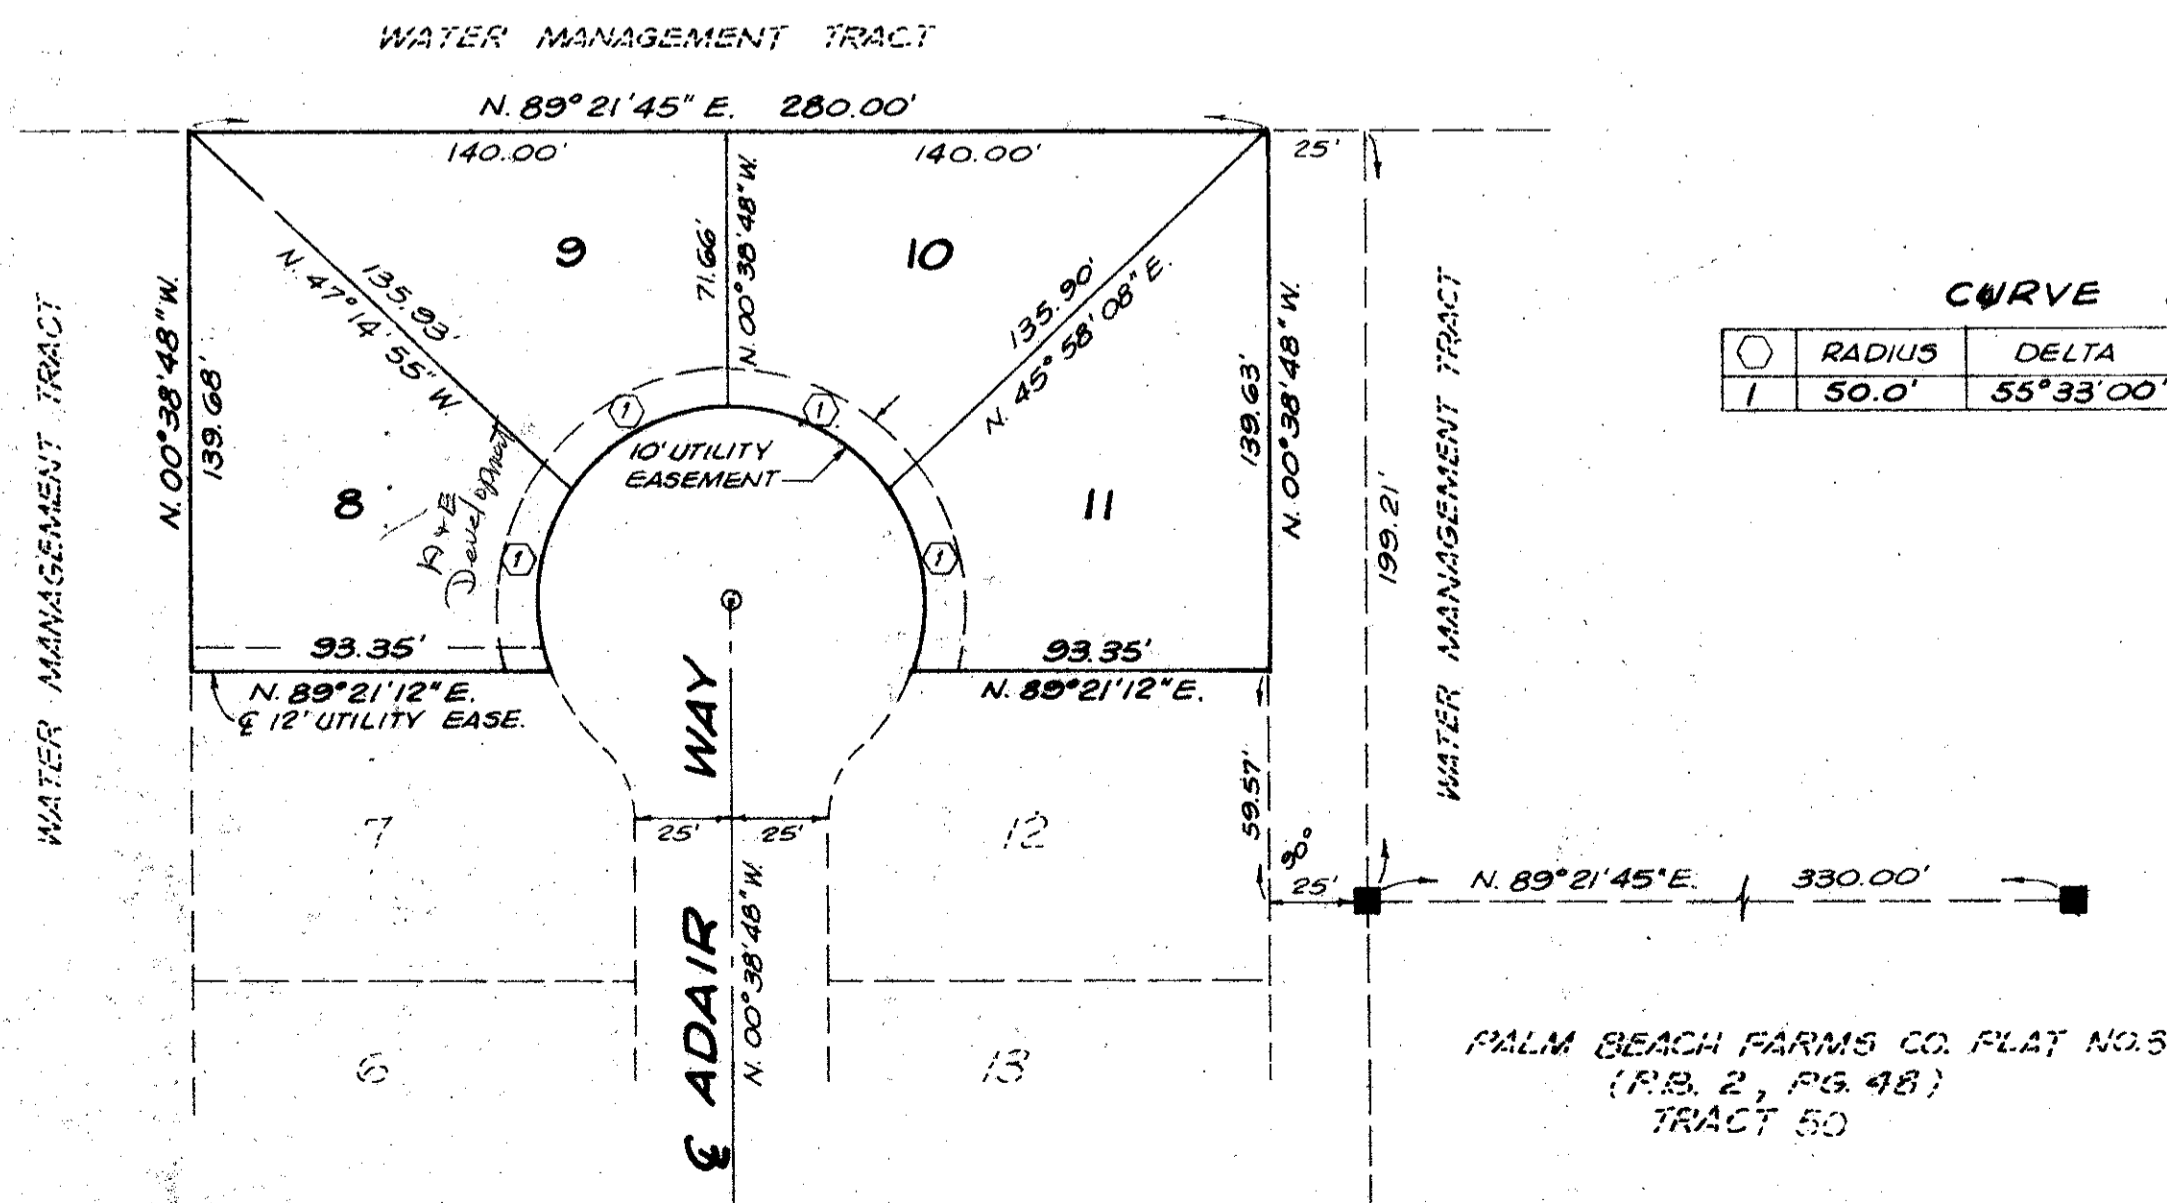 WATER MANAGEMENT TRACT
N. 89° 21' 45" E. 280.00'
140.00'
140.00'
25'
N. 00° 38' 48" W.
139.68'
WATER MANAGEMENT TRACT
9
10
71.66'
N. 00° 38' 48" W.
135.93'
N. 47° 14' 55" W.
135.90'
N. 45° 58' 08" E.
139.63'
N. 00° 38' 48" W.
199.21'
WATER MANAGEMENT TRACT
CURVE
RADIUS DELTA
1 50.0' 55° 33' 00"
1
1
10' UTILITY
EASEMENT
8
Development
1
1
11
93.35'
N. 89° 21' 12" E.
℄ 12' UTILITY EASE.
93.35'
N. 89° 21' 12" E.
59.57'
7
25' 25'
12
90°
25'
N. 89° 21' 45" E. 330.00'
℄ ADAIR WAY
N. 00° 38' 48" W.
6
13
PALM BEACH FARMS CO. PLAT NO.
(P.B. 2, PG. 48)
TRACT 50